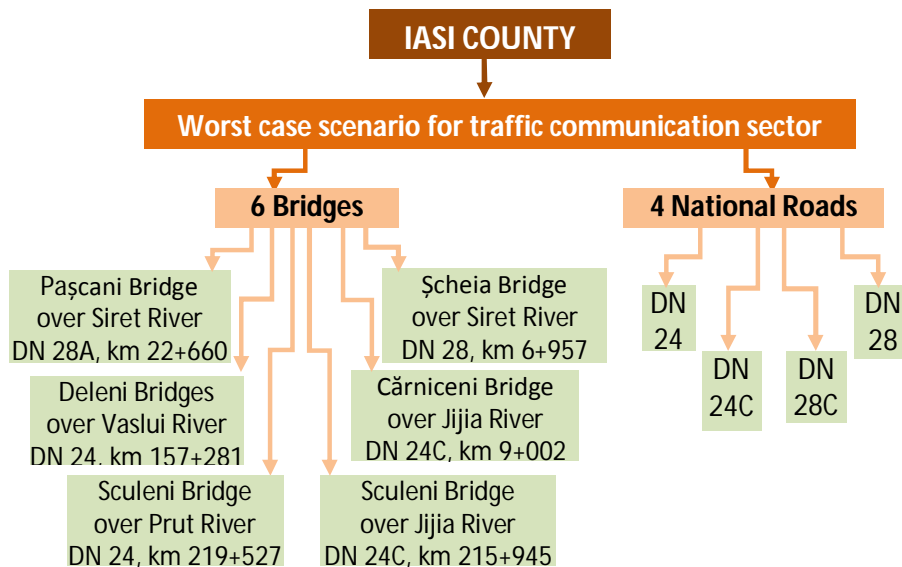 IASI COUNTY
Worst case scenario for traffic communication sector
6 Bridges
4 National Roads
Pașcani Bridge
over Siret River
DN 28A, km 22+660
Șcheia Bridge
over Siret River
DN 28, km 6+957
Deleni Bridges
over Vaslui River
DN 24, km 157+281
Cărniceni Bridge
over Jijia River
DN 24C, km 9+002
Sculeni Bridge
over Prut River
DN 24, km 219+527
Sculeni Bridge
over Jijia River
DN 24C, km 215+945
DN
24
DN
24C
DN
28C
DN
28